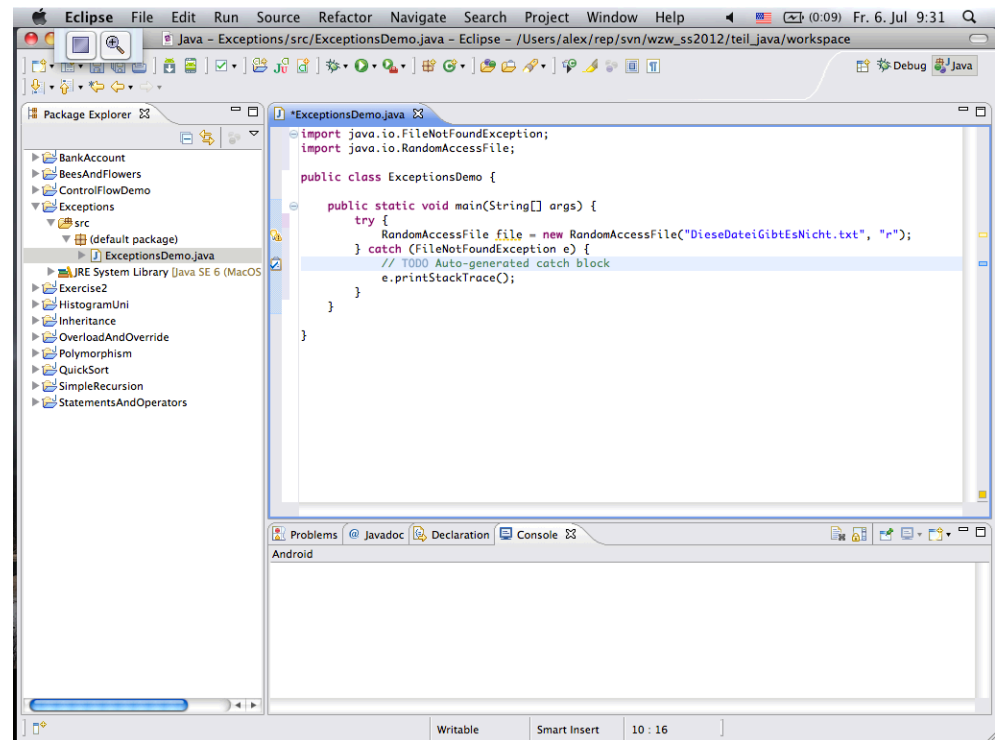 Eclipse File Edit Run Source Refactor Navigate Search Project Window Help (0:09) Fr. 6. Jul 9:31
Java – Exceptions/src/ExceptionsDemo.java – Eclipse – /Users/alex/rep/svn/wzw_ss2012/teil_java/workspace
Debug Java
Package Explorer
BankAccount
BeesAndFlowers
ControlFlowDemo
Exceptions
src
(default package)
ExceptionsDemo.java
JRE System Library [Java SE 6 (MacOS
Exercise2
HistogramUni
Inheritance
OverloadAndOverride
Polymorphism
QuickSort
SimpleRecursion
StatementsAndOperators
*ExceptionsDemo.java
import java.io.FileNotFoundException;
import java.io.RandomAccessFile;
public class ExceptionsDemo {
public static void main(String[] args) {
try {
RandomAccessFile file = new RandomAccessFile("DieseDateiGibtEsNicht.txt", "r");
} catch (FileNotFoundException e) {
// TODO Auto-generated catch block
e.printStackTrace();
}
}
}
Problems @ Javadoc Declaration Console
Android
Writable Smart Insert 10 : 16